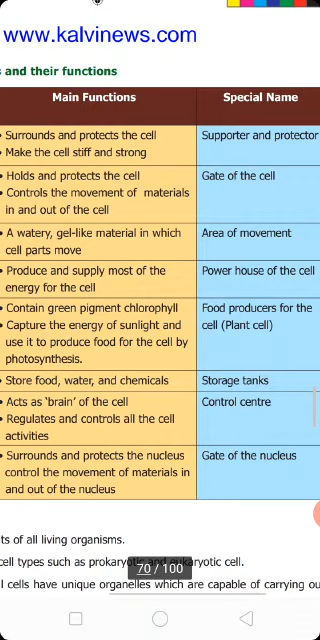 www.kalvinews.com
s and their functions
Main Functions Special Name
• Surrounds and protects the cell Supporter and protector
• Make the cell stiff and strong
• Holds and protects the cell Gate of the cell
• Controls the movement of materials
in and out of the cell
• A watery, gel-like material in which Area of movement
cell parts move
• Produce and supply most of the Power house of the cell
energy for the cell
• Contain green pigment chlorophyll Food producers for the
• Capture the energy of sunlight and cell (Plant cell)
use it to produce food for the cell by
photosynthesis.
• Store food, water, and chemicals Storage tanks
• Acts as ‘brain’ of the cell Control centre
• Regulates and controls all the cell
activities
• Surrounds and protects the nucleus Gate of the nucleus
control the movement of materials in
and out of the nucleus
ts of all living organisms.
cell types such as prokaryotic and eukaryotic cell.
70 / 100
l cells have unique organelles which are capable of carrying ou